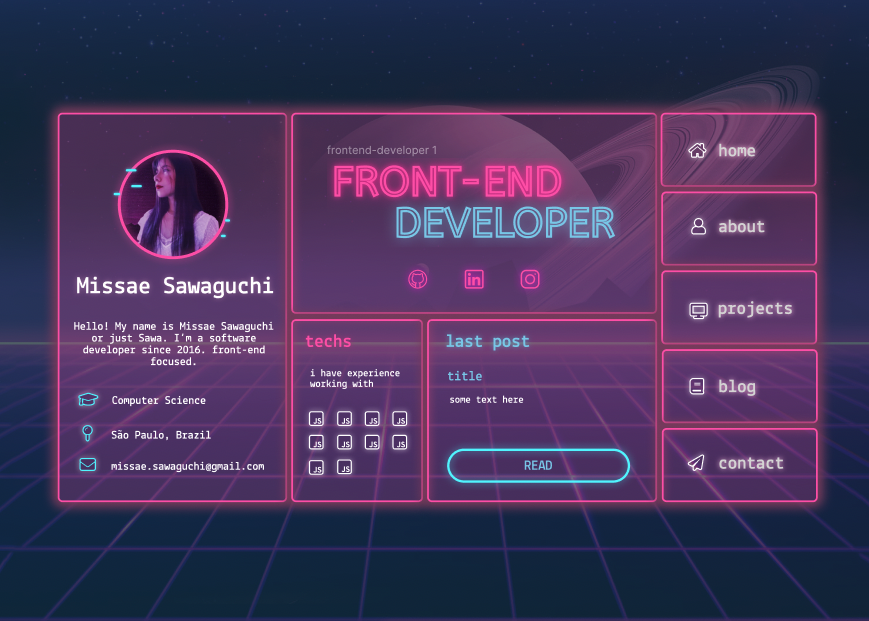 Missae Sawaguchi
Hello! My name is Missae Sawaguchi
or just Sawa. I'm a software
developer since 2016. front-end
focused.
Computer Science
São Paulo, Brazil
missae.sawaguchi@gmail.com
frontend-developer 1
FRONT-END
DEVELOPER
in
techs
i have experience
working with
JS JS JS JS
JS JS JS JS
JS JS
last post
title
some text here
READ
home
about
projects
blog
contact